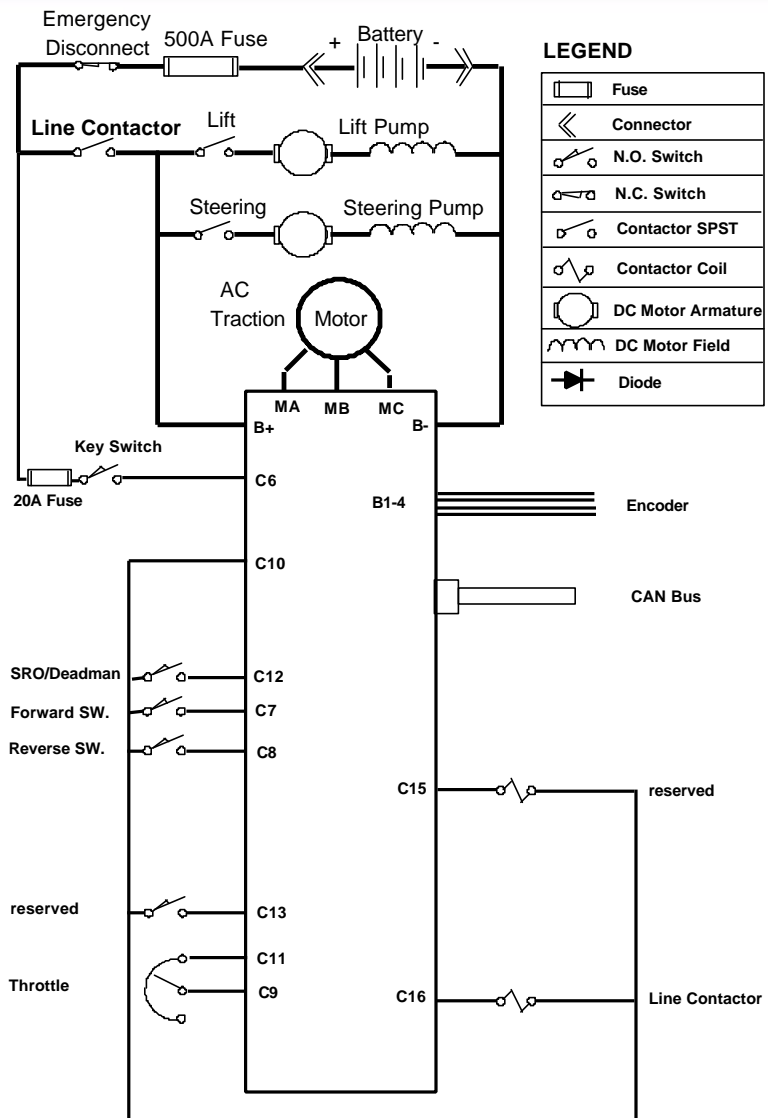 Emergency
Disconnect
500A Fuse
+
Battery
-
Line Contactor
Lift
Lift Pump
Steering
Steering Pump
AC
Traction
Motor
MA
MB
MC
B+
B-
Key Switch
20A Fuse
C6
B1-4
Encoder
C10
CAN Bus
SRO/Deadman
C12
Forward SW.
C7
Reverse SW.
C8
C15
reserved
reserved
C13
C11
Throttle
C9
C16
Line Contactor
LEGEND
Fuse
Connector
N.O. Switch
N.C. Switch
Contactor SPST
Contactor Coil
DC Motor Armature
DC Motor Field
Diode